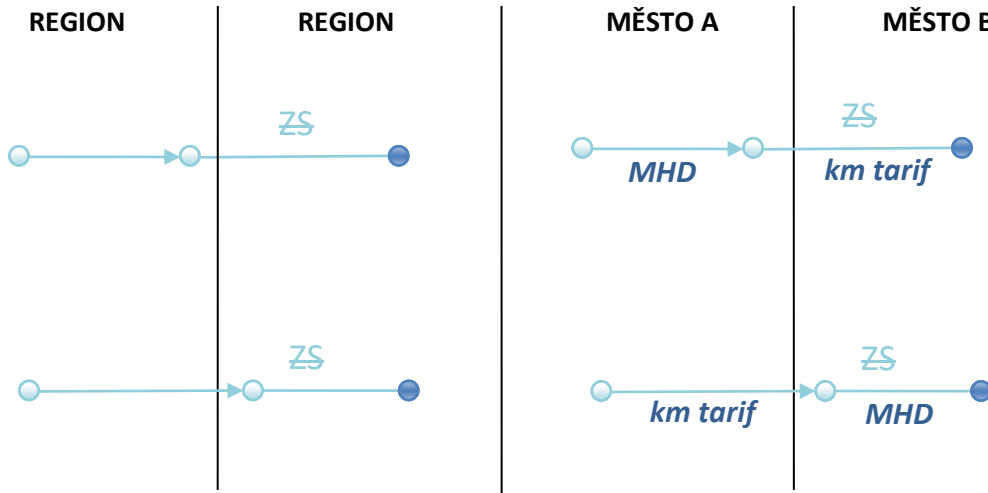 REGION
REGION
MĚSTO A
MĚSTO B
ZS
ZS
MHD
km tarif
ZS
ZS
km tarif
MHD